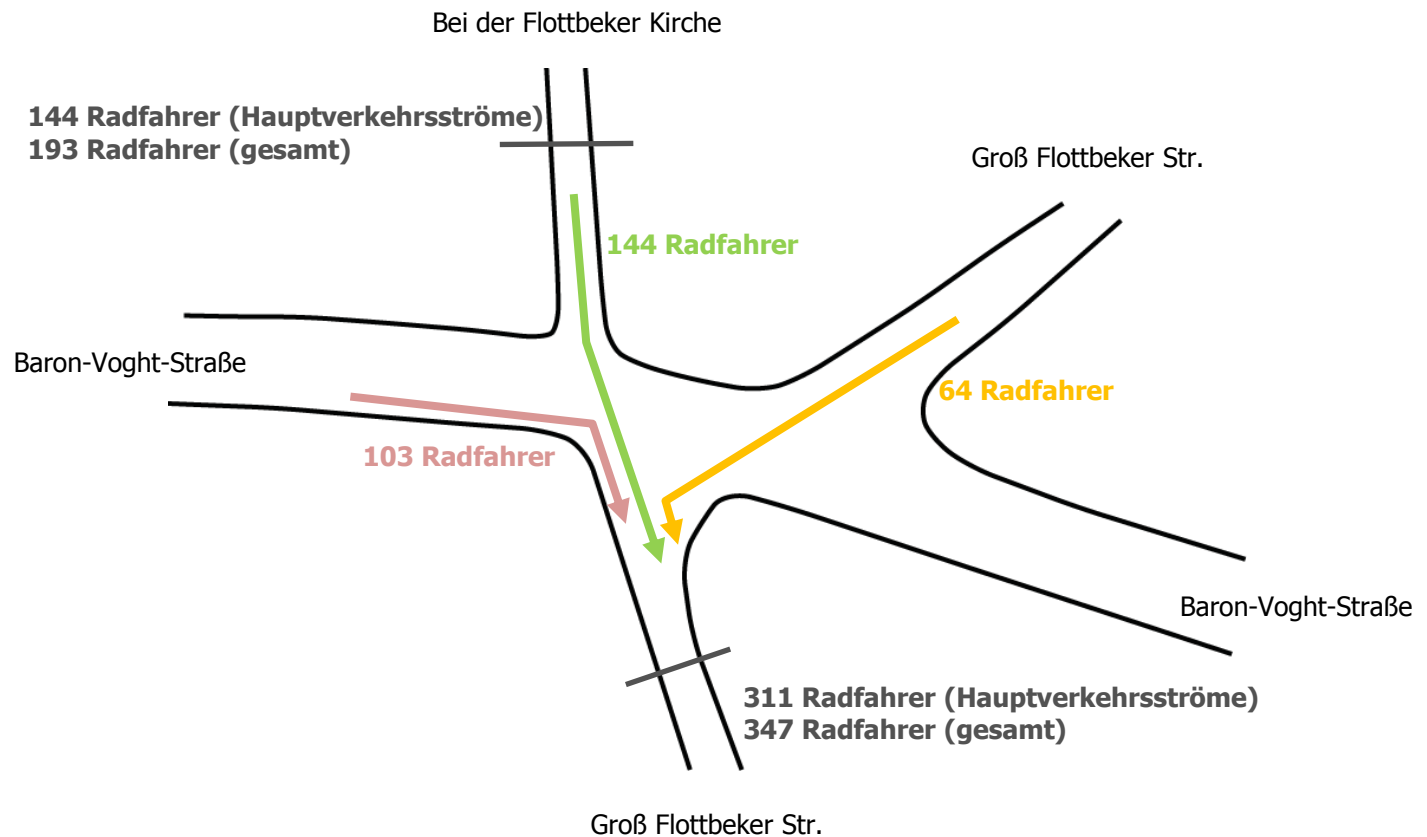 Bei der Flottbeker Kirche
144 Radfahrer (Hauptverkehrsströme)
193 Radfahrer (gesamt)
Groß Flottbeker Str.
144 Radfahrer
Baron-Voght-Straße
64 Radfahrer
103 Radfahrer
Baron-Voght-Straße
311 Radfahrer (Hauptverkehrsströme)
347 Radfahrer (gesamt)
Groß Flottbeker Str.